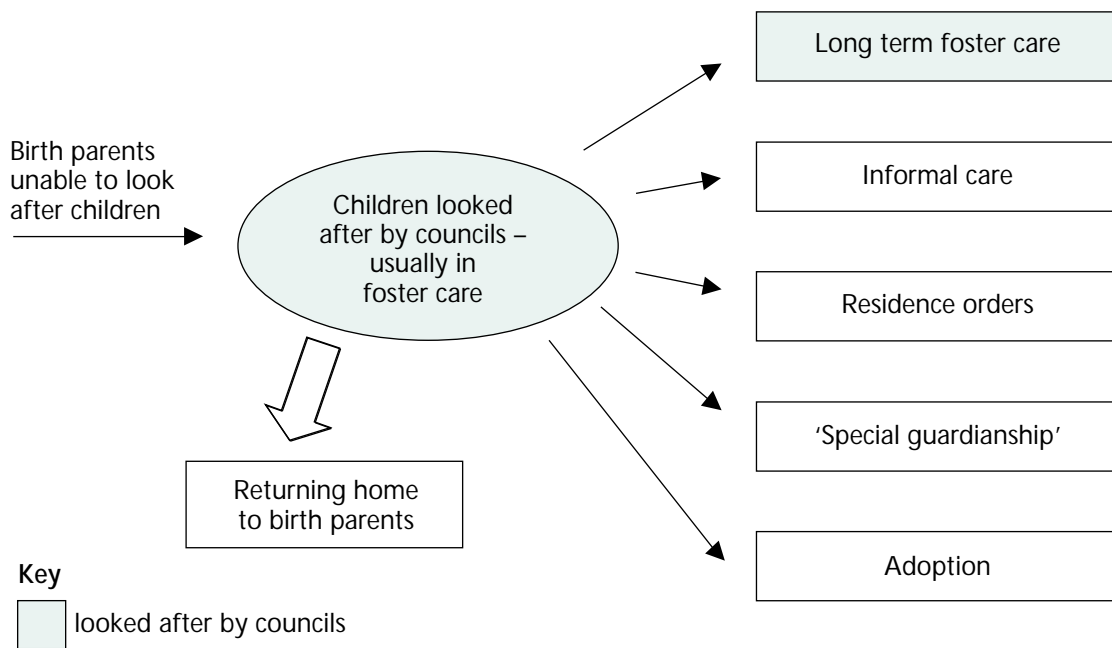 Birth parents
unable to look
after children
Children looked
after by councils –
usually in
foster care
Returning home
to birth parents
Long term foster care
Informal care
Residence orders
‘Special guardianship’
Adoption
Key
looked after by councils